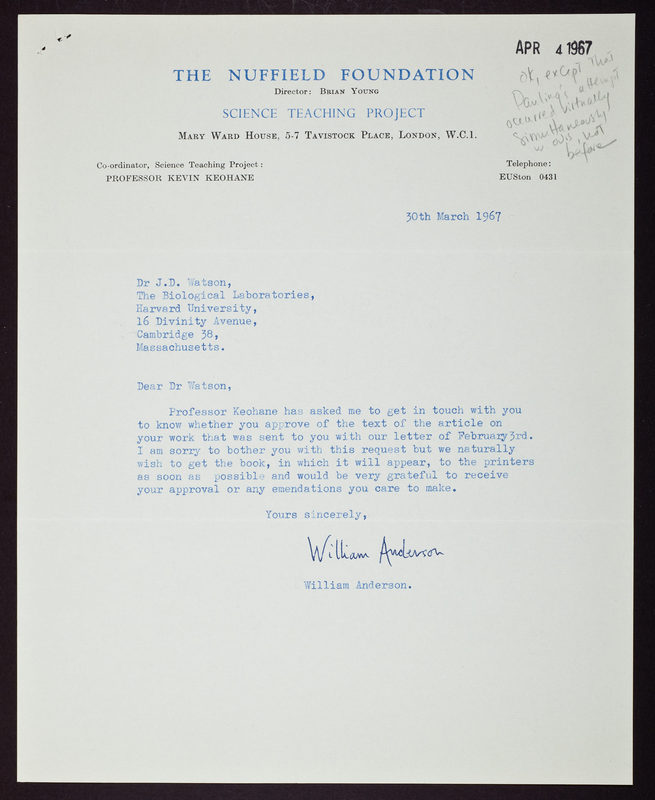 APR 4 1967
ok, except that
Pauling's attempt
occurred virtually
simultaneously
w ours, not
before
THE NUFFIELD FOUNDATION
Director: BRIAN YOUNG
SCIENCE TEACHING PROJECT
MARY WARD HOUSE, 5-7 TAVISTOCK PLACE, LONDON, W.C.1.
Co-ordinator, Science Teaching Project:
PROFESSOR KEVIN KEOHANE
Telephone:
EUSton 0431
30th March 1967
Dr J.D. Watson,
The Biological Laboratories,
Harvard University,
16 Divinity Avenue,
Cambridge 38,
Massachusetts.
Dear Dr Watson,
Professor Keohane has asked me to get in touch with you
to know whether you approve of the text of the article on
your work that was sent to you with our letter of February 3rd.
I am sorry to bother you with this request but we naturally
wish to get the book, in which it will appear, to the printers
as soon as possible and would be very grateful to receive
your approval or any emendations you care to make.
Yours sincerely,
William Anderson
William Anderson.